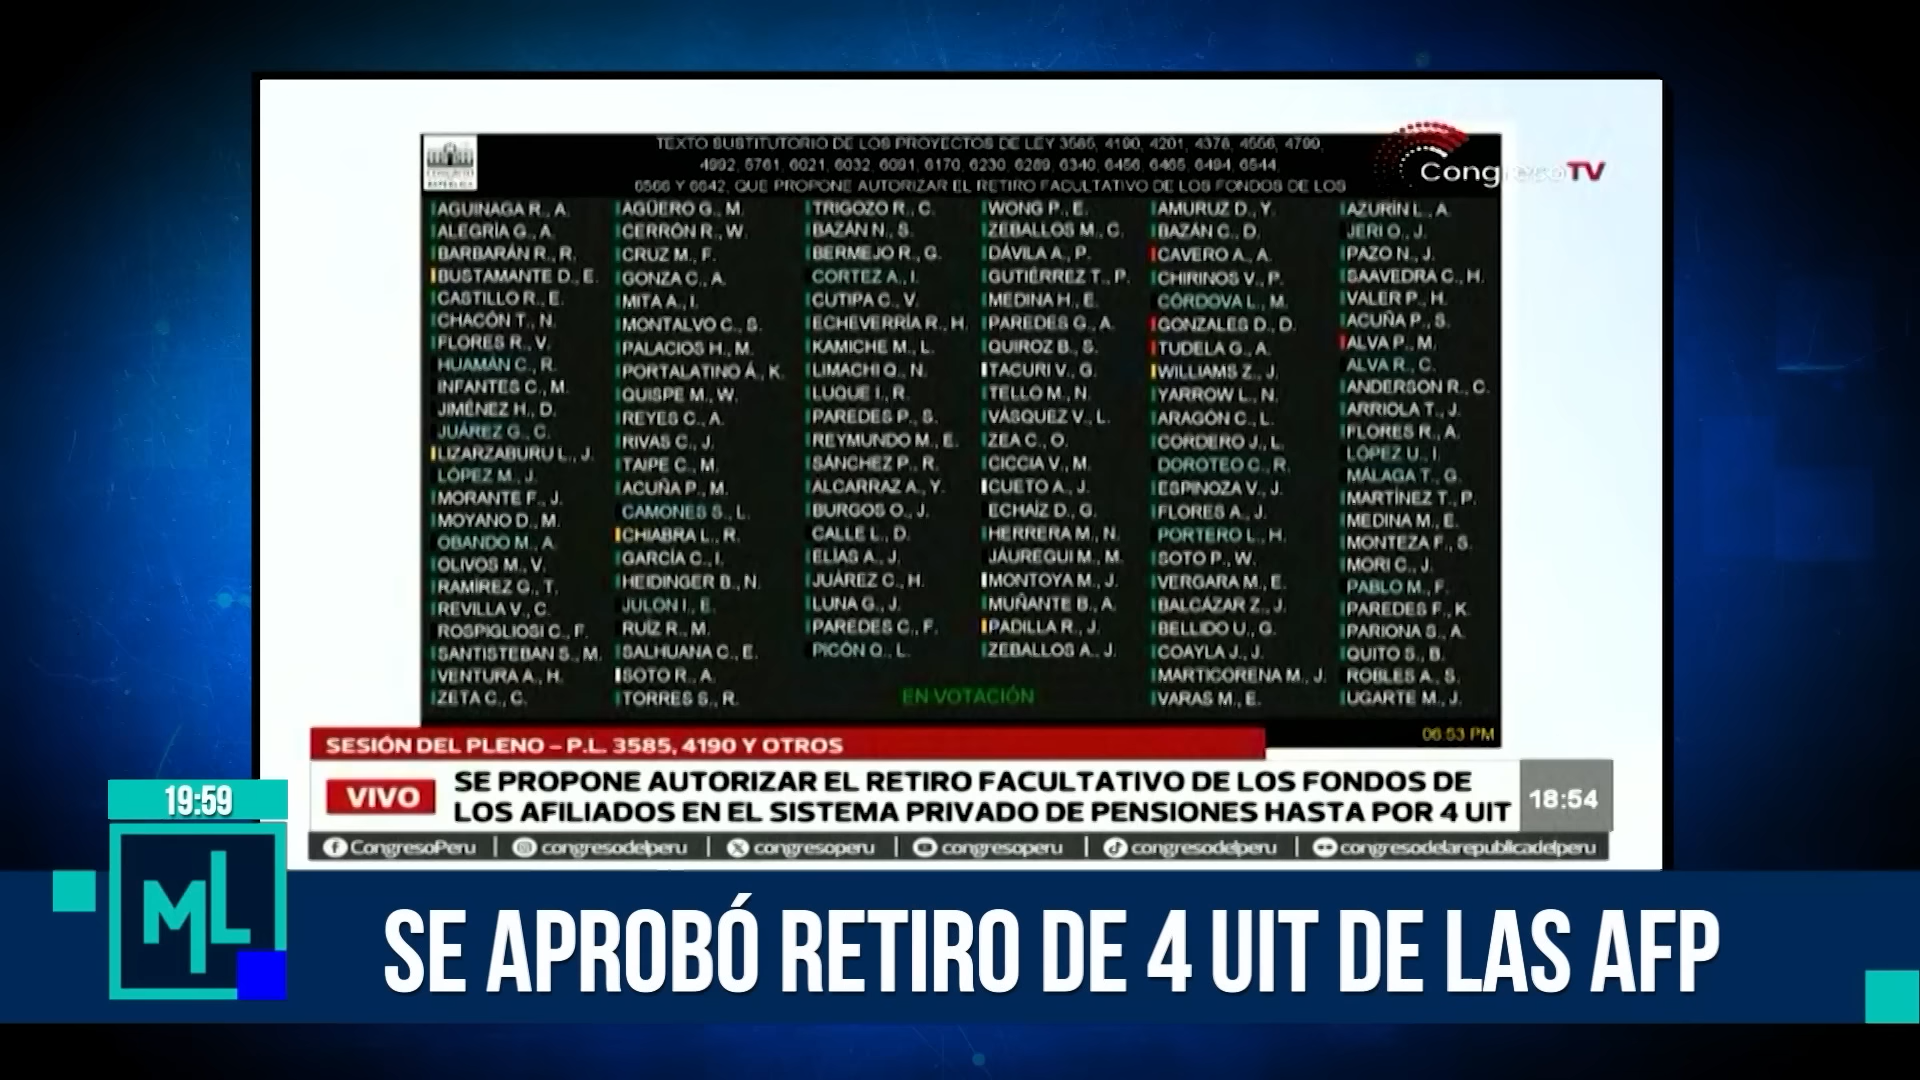 TEXTO SUSTITUTORIO DE LOS PROYECTOS DE LEY 3585, 4190, 4201, 4378, 4556, 4799,
4992, 5761, 6021, 6032, 6091, 6170, 6230, 6289, 6340, 6456, 6465, 6494, 6544,
6566 Y 6642, QUE PROPONE AUTORIZAR EL RETIRO FACULTATIVO DE LOS FONDOS DE LOS
CongresoTV
AGUINAGA R., A.
ALEGRÍA G., A.
BARBARÁN R., R.
BUSTAMANTE D., E.
CASTILLO R., E.
CHACÓN T., N.
FLORES R., V.
HUAMÁN C., R.
INFANTES C., M.
JIMÉNEZ H., D.
JUÁREZ G., C.
LIZARZABURU L., J.
LÓPEZ M., J.
MORANTE F., J.
MOYANO D., M.
OBANDO M., A.
OLIVOS M., V.
RAMÍREZ G., T.
REVILLA V., C.
ROSPIGLIOSI C., F.
SANTISTEBAN S., M.
VENTURA A., H.
ZETA C., C.
AGÜERO G., M.
CERRÓN R., W.
CRUZ M., F.
GONZA C., A.
MITA A., I.
MONTALVO C., S.
PALACIOS H., M.
PORTALATINO Á., K.
QUISPE M., W.
REYES C., A.
RIVAS C., J.
TAIPE C., M.
ACUÑA P., M.
CAMONES S., L.
CHIABRA L., R.
GARCÍA C., I.
HEIDINGER B., N.
JULON I., E.
RUÍZ R., M.
SALHUANA C., E.
SOTO R., A.
TORRES S., R.
TRIGOZO R., C.
BAZÁN N., S.
BERMEJO R., G.
CORTEZ A., I.
CUTIPA C., V.
ECHEVERRÍA R., H.
KAMICHE M., L.
LIMACHI Q., N.
LUQUE I., R.
PAREDES P., S.
REYMUNDO M., E.
SÁNCHEZ P., R.
ALCARRAZ A., Y.
BURGOS O., J.
CALLE L., D.
ELÍAS A., J.
JUÁREZ C., H.
LUNA G., J.
PAREDES C., F.
PICÓN Q., L.
WONG P., E.
ZEBALLOS M., C.
DÁVILA A., P.
GUTIÉRREZ T., P.
MEDINA H., E.
PAREDES G., A.
QUIROZ B., S.
TACURI V., G.
TELLO M., N.
VÁSQUEZ V., L.
ZEA C., O.
CICCIA V., M.
CUETO A., J.
ECHAÍZ D., G.
HERRERA M., N.
JÁUREGUI M., M.
MONTOYA M., J.
MUÑANTE B., A.
PADILLA R., J.
ZEBALLOS A., J.
AMURUZ D., Y.
BAZÁN C., D.
CAVERO A., A.
CHIRINOS V., P.
CÓRDOVA L., M.
GONZALES D., D.
TUDELA G., A.
WILLIAMS Z., J.
YARROW L., N.
ARAGÓN C., L.
CORDERO J., L.
DOROTEO C., R.
ESPINOZA V., J.
FLORES A., J.
PORTERO L., H.
SOTO P., W.
VERGARA M., E.
BALCÁZAR Z., J.
BELLIDO U., G.
COAYLA J., J.
MARTICORENA M., J.
VARAS M., E.
AZURÍN L., A.
JERI O., J.
PAZO N., J.
SAAVEDRA C., H.
VALER P., H.
ACUÑA P., S.
ALVA P., M.
ALVA R., C.
ANDERSON R., C.
ARRIOLA T., J.
FLORES R., A.
LÓPEZ U., I.
MÁLAGA T., G.
MARTÍNEZ T., P.
MEDINA M., E.
MONTEZA F., S.
MORI C., J.
PABLO M., F.
PAREDES F., K.
PARIONA S., A.
QUITO S., B.
ROBLES A., S.
UGARTE M., J.
EN VOTACIÓN
06:53 PM
SESIÓN DEL PLENO – P.L. 3585, 4190 Y OTROS
VIVO
SE PROPONE AUTORIZAR EL RETIRO FACULTATIVO DE LOS FONDOS DE
LOS AFILIADOS EN EL SISTEMA PRIVADO DE PENSIONES HASTA POR 4 UIT
18:54
CongresoPeru | congresodelperu | congresoperu | congresoperu | congresodelperu | congresodelarepublicadelperu
19:59
ML
SE APROBÓ RETIRO DE 4 UIT DE LAS AFP